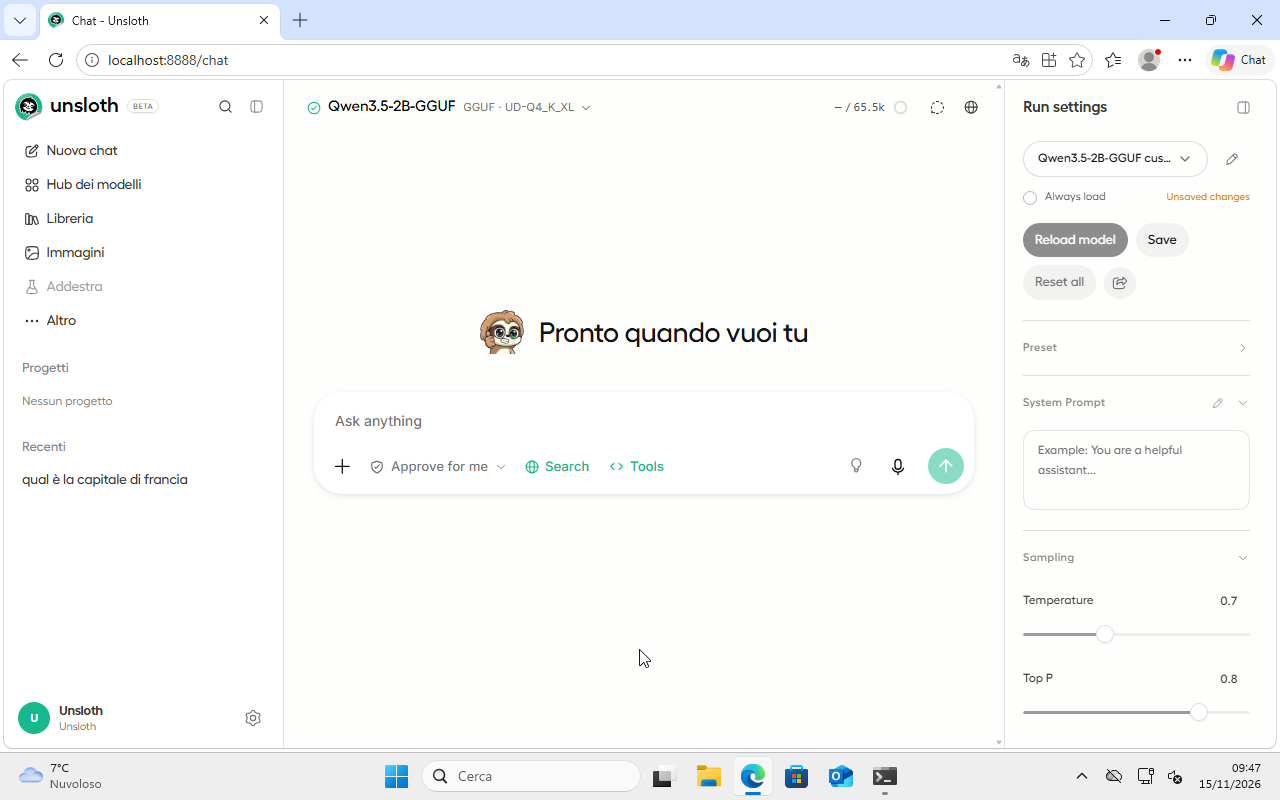 Chat - Unsloth
localhost:8888/chat
Chat
unsloth BETA
Nuova chat
Hub dei modelli
Libreria
Immagini
Addestra
Altro
Progetti
Nessun progetto
Recenti
qual è la capitale di francia
U
Unsloth
Unsloth
Qwen3.5-2B-GGUF GGUF · UD-Q4_K_XL
– / 65.5k
Pronto quando vuoi tu
Ask anything
Approve for me
Search
Tools
Run settings
Qwen3.5-2B-GGUF cus...
Always load
Unsaved changes
Reload model
Save
Reset all
Preset
System Prompt
Example: You are a helpful
assistant...
Sampling
Temperature 0.7
Top P 0.8
7°C
Nuvoloso
Cerca
09:47
15/11/2026